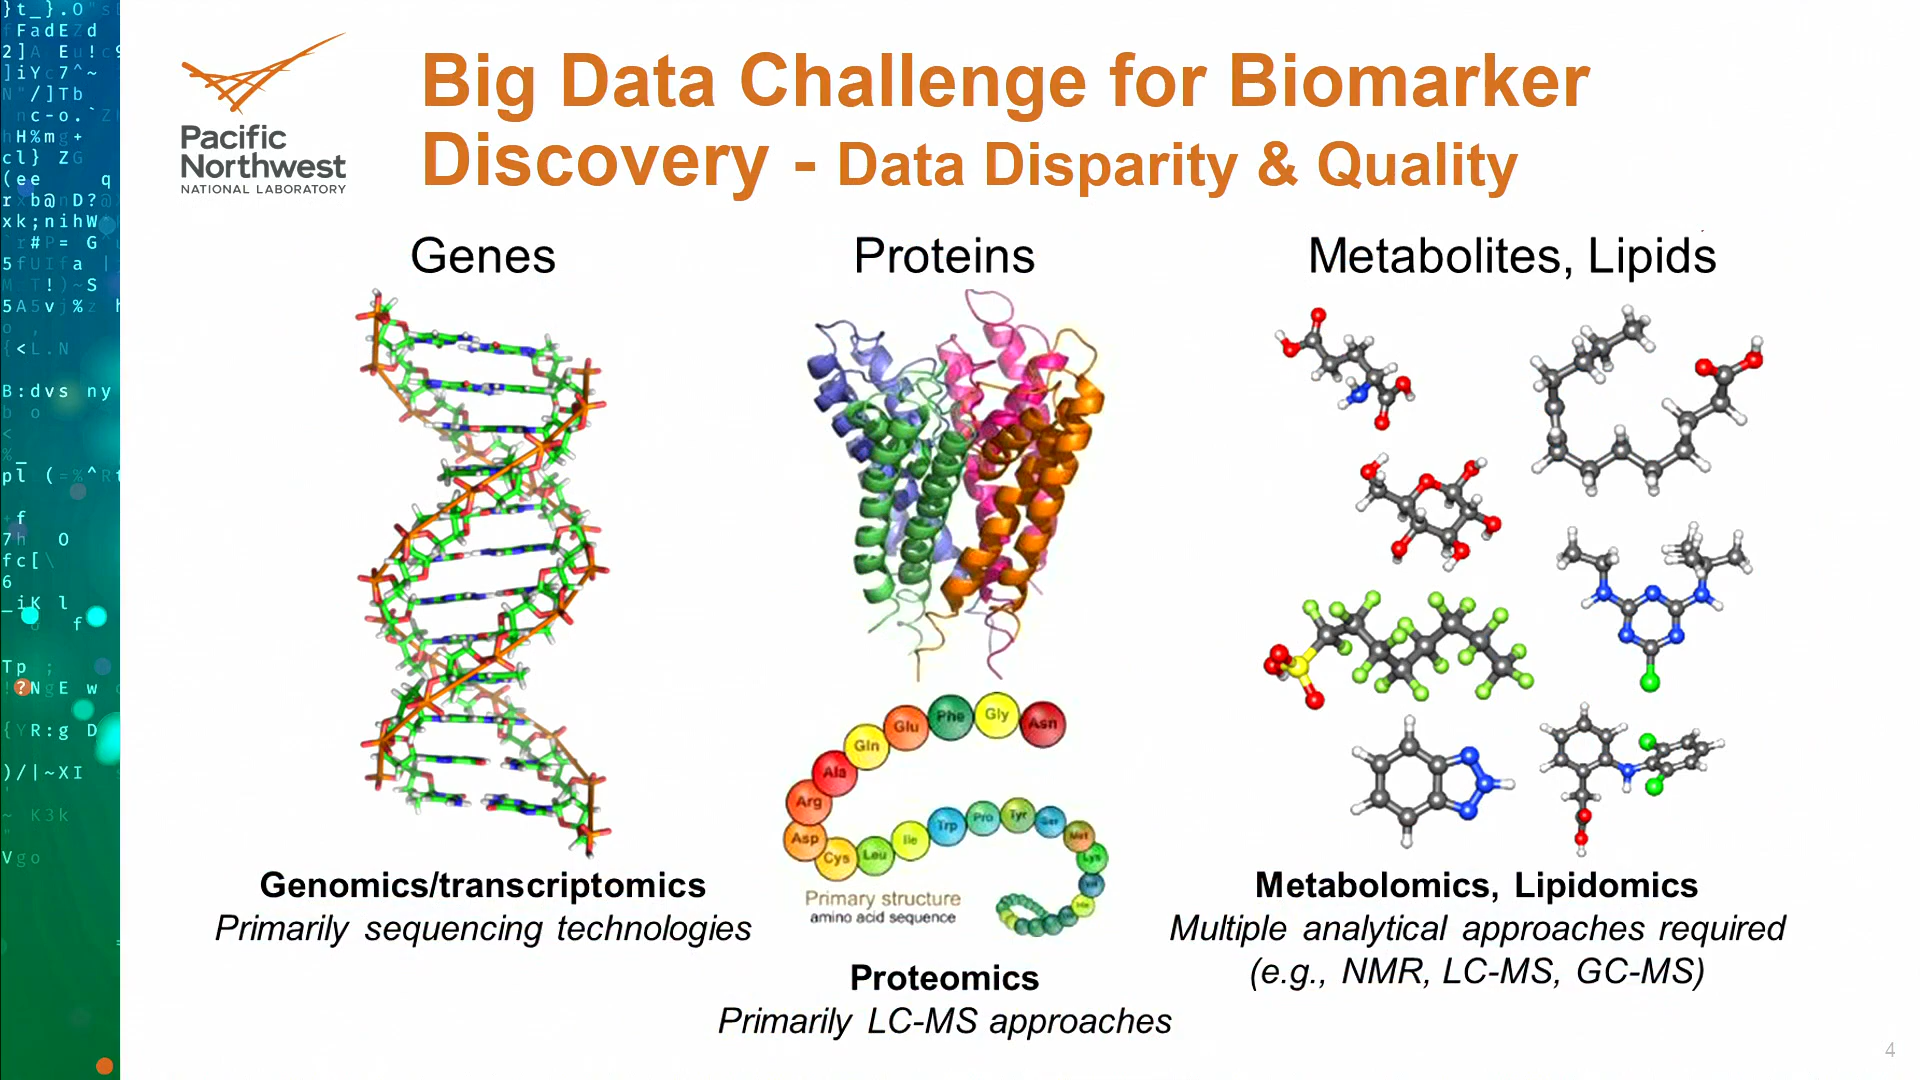 Pacific
Northwest
NATIONAL LABORATORY
Big Data Challenge for Biomarker
Discovery - Data Disparity & Quality
Genes
Proteins
Metabolites, Lipids
Genomics/transcriptomics
Primarily sequencing technologies
Asn
Gly
Phe
Glu
Gln
Ala
Arg
Asp
Cys
Leu
Ile
Trp
Pro
Tyr
Ser
Met
Lys
Primary structure
amino acid sequence
Proteomics
Primarily LC-MS approaches
Metabolomics, Lipidomics
Multiple analytical approaches required
(e.g., NMR, LC-MS, GC-MS)
4